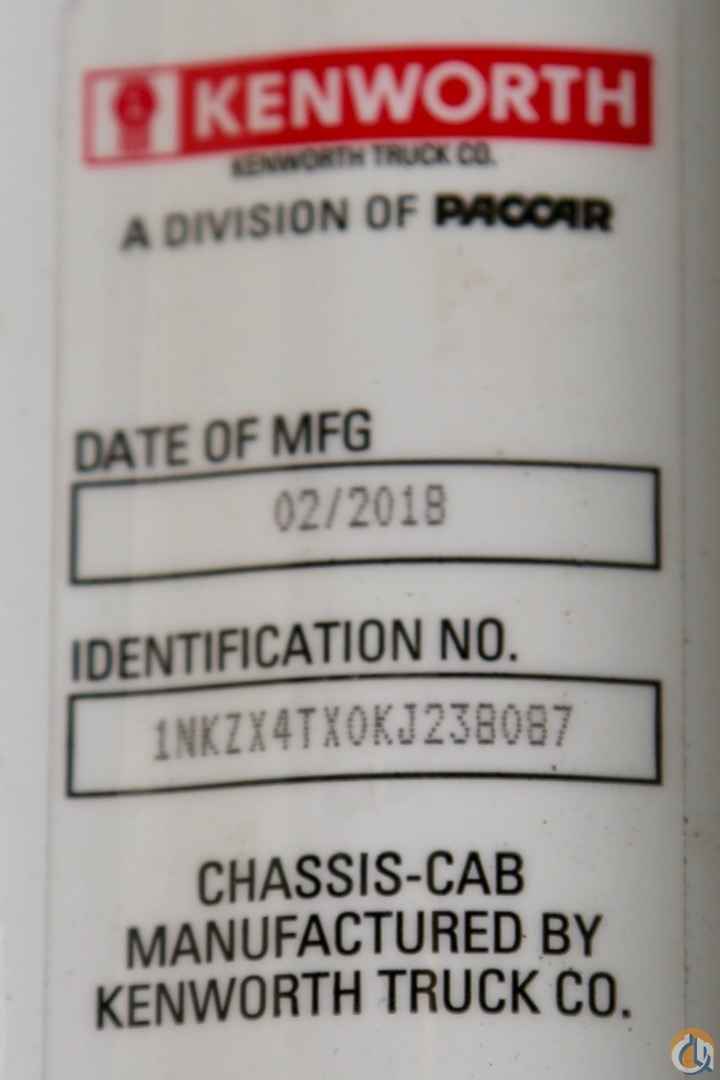 KENWORTH
KENWORTH TRUCK CO.
A DIVISION OF PACCAR
DATE OF MFG
02/2018
IDENTIFICATION NO.
1NKZX4TX0KJ238087
CHASSIS-CAB
MANUFACTURED BY
KENWORTH TRUCK CO.